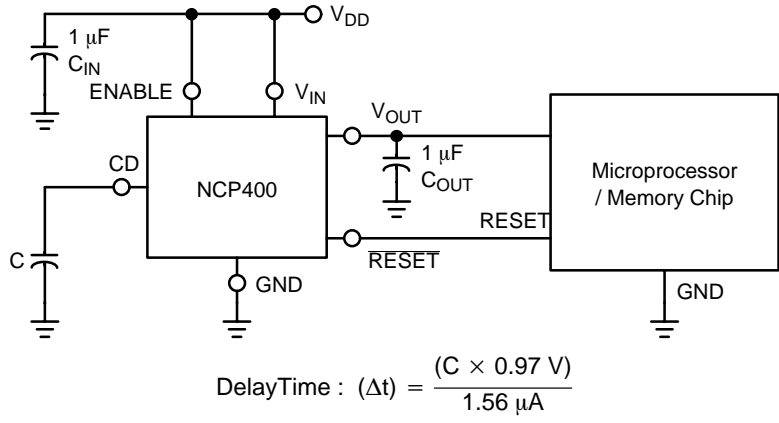 V_DD
1 μF
C_IN
ENABLE
V_IN
V_OUT
CD
NCP400
1 μF
C_OUT
Microprocessor
/ Memory Chip
RESET
RESET
C
GND
GND
DelayTime : (Δt) = (C × 0.97 V) / 1.56 μA